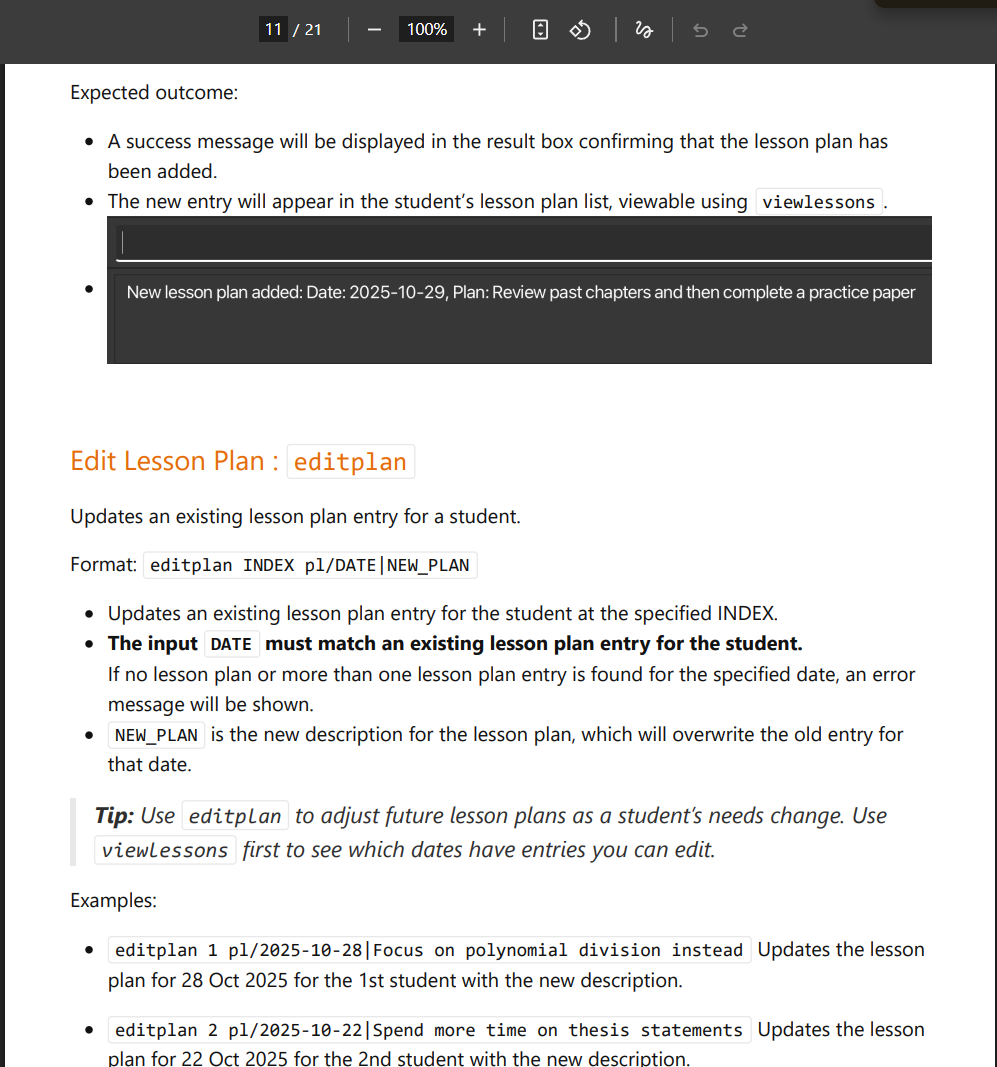 11 / 21 100%
Expected outcome:
A success message will be displayed in the result box confirming that the lesson plan has
been added.
The new entry will appear in the student’s lesson plan list, viewable using viewlessons .
New lesson plan added: Date: 2025-10-29, Plan: Review past chapters and then complete a practice paper
Edit Lesson Plan : editplan
Updates an existing lesson plan entry for a student.
Format: editplan INDEX pl/DATE|NEW_PLAN
Updates an existing lesson plan entry for the student at the specified INDEX.
The input DATE must match an existing lesson plan entry for the student.
If no lesson plan or more than one lesson plan entry is found for the specified date, an error
message will be shown.
NEW_PLAN is the new description for the lesson plan, which will overwrite the old entry for
that date.
Tip: Use editplan to adjust future lesson plans as a student’s needs change. Use
viewlessons first to see which dates have entries you can edit.
Examples:
editplan 1 pl/2025-10-28|Focus on polynomial division instead Updates the lesson
plan for 28 Oct 2025 for the 1st student with the new description.
editplan 2 pl/2025-10-22|Spend more time on thesis statements Updates the lesson
plan for 22 Oct 2025 for the 2nd student with the new description.